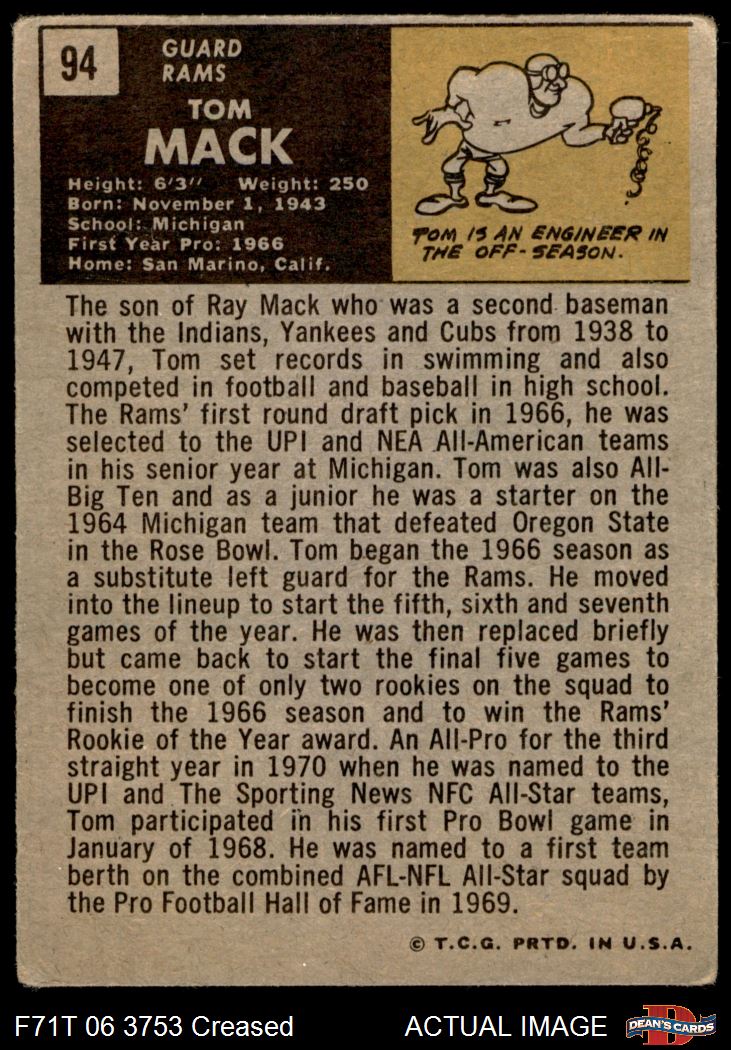 94
GUARD
RAMS
TOM
MACK
Height: 6'3" Weight: 250
Born: November 1, 1943
School: Michigan
First Year Pro: 1966
Home: San Marino, Calif.
TOM IS AN ENGINEER IN
THE OFF-SEASON.
The son of Ray Mack who was a second baseman
with the Indians, Yankees and Cubs from 1938 to
1947, Tom set records in swimming and also
competed in football and baseball in high school.
The Rams' first round draft pick in 1966, he was
selected to the UPI and NEA All-American teams
in his senior year at Michigan. Tom was also All-
Big Ten and as a junior he was a starter on the
1964 Michigan team that defeated Oregon State
in the Rose Bowl. Tom began the 1966 season as
a substitute left guard for the Rams. He moved
into the lineup to start the fifth, sixth and seventh
games of the year. He was then replaced briefly
but came back to start the final five games to
become one of only two rookies on the squad to
finish the 1966 season and to win the Rams'
Rookie of the Year award. An All-Pro for the third
straight year in 1970 when he was named to the
UPI and The Sporting News NFC All-Star teams,
Tom participated in his first Pro Bowl game in
January of 1968. He was named to a first team
berth on the combined AFL-NFL All-Star squad by
the Pro Football Hall of Fame in 1969.
© T.C.G. PRTD. IN U.S.A.
F71T 06 3753 Creased ACTUAL IMAGE D DEAN'S CARDS